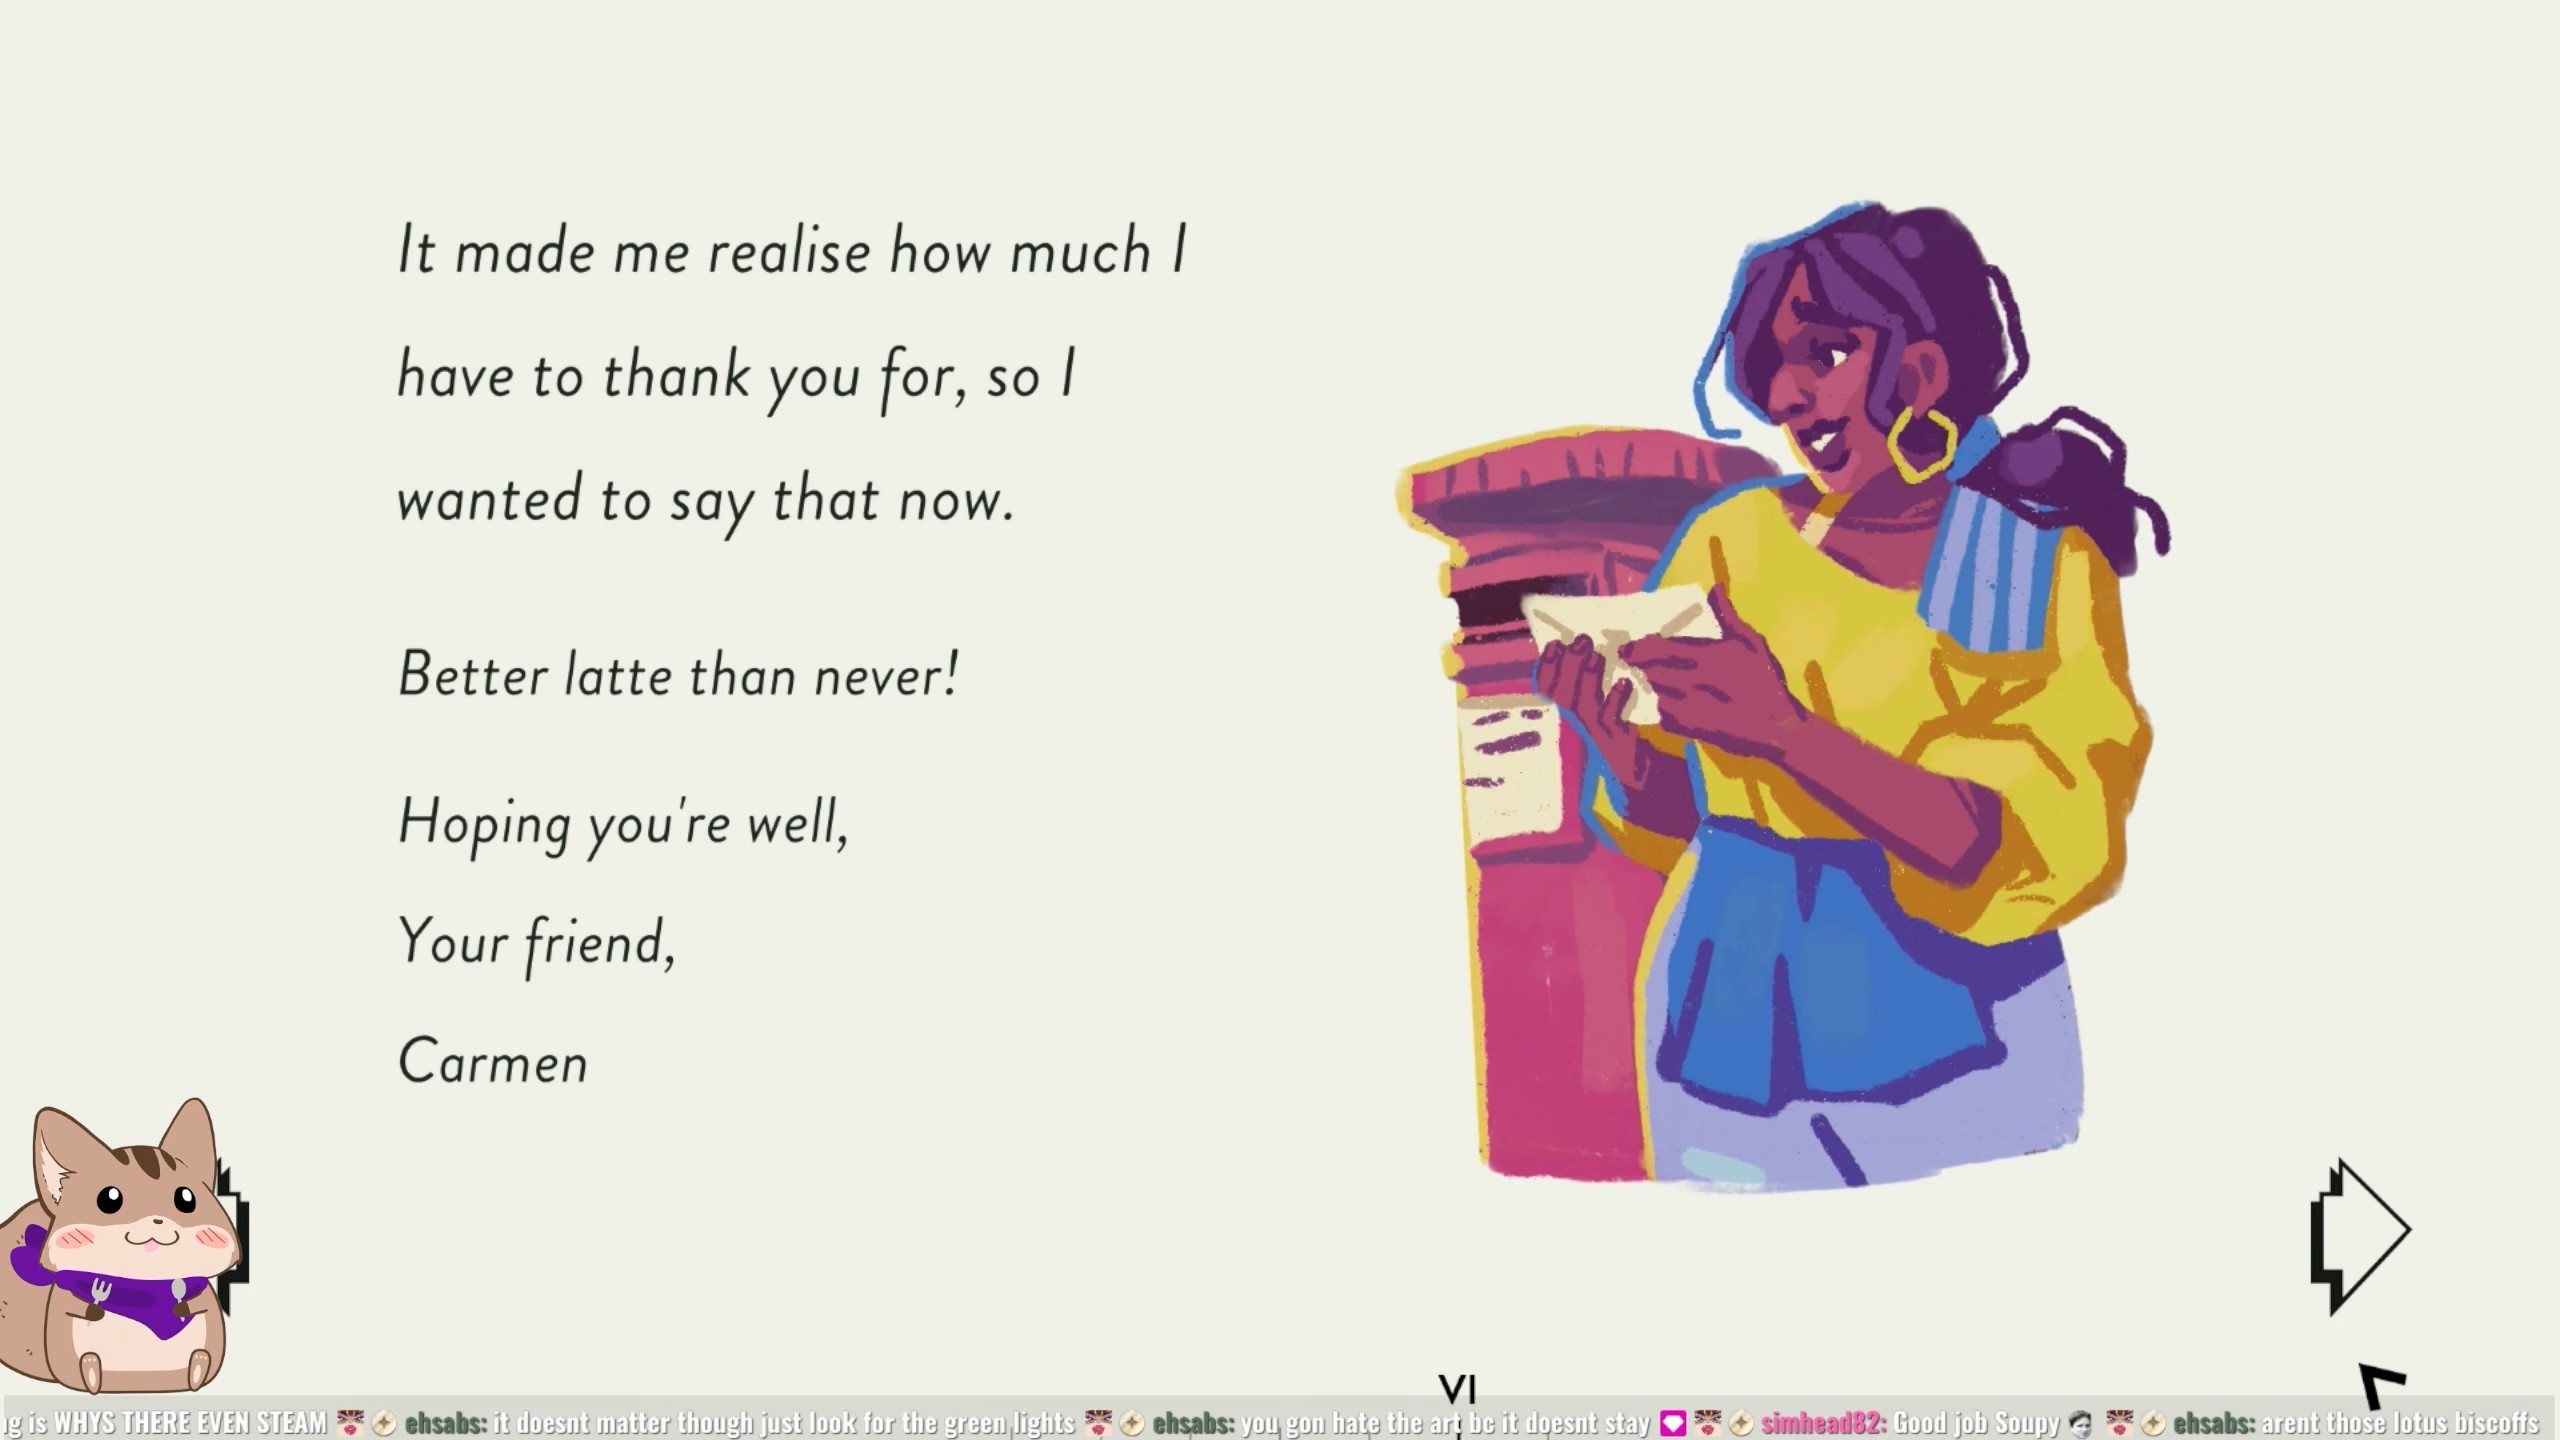 It made me realise how much I
have to thank you for, so I
wanted to say that now.
Better latte than never!
Hoping you're well,
Your friend,
Carmen
VI
is WHYS THERE EVEN STEAM ehsabs: it doesnt matter though just look for the green lights ehsabs: you gon hate the art bc it doesnt stay simhead82: Good job Soupy ehsabs: arent those lotus biscoffs